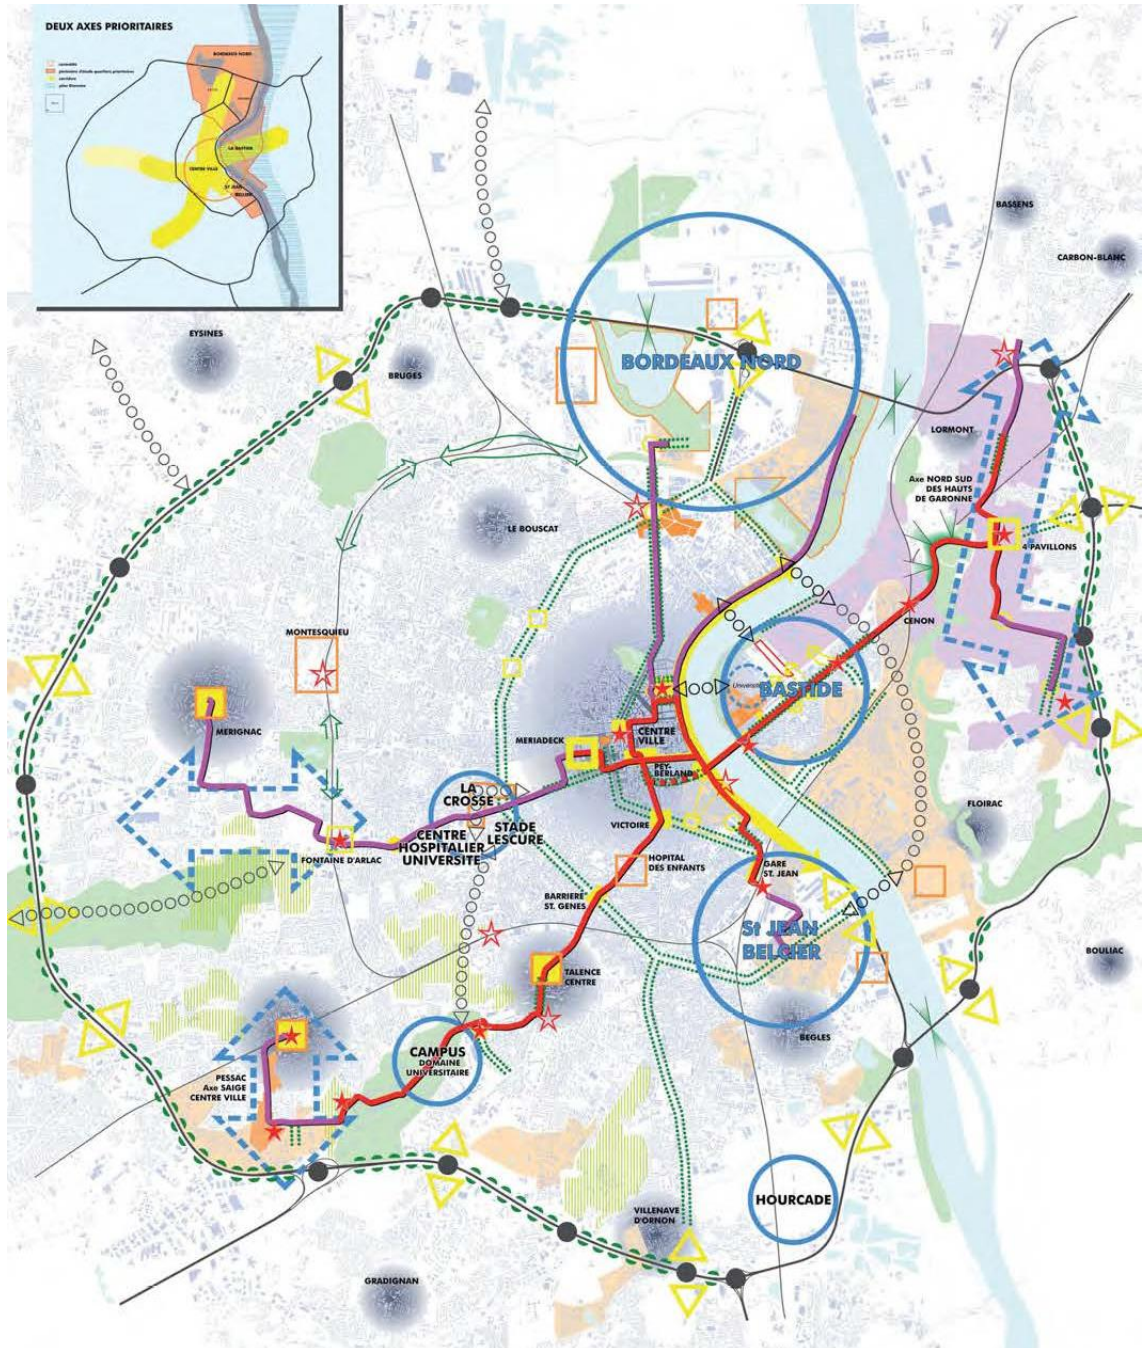 DEUX AXES PRIORITAIRES
BORDEAUX NORD
périmètre d'étude quartiers prioritaires
LA BASTIDE
CENTRE VILLE
ST JEAN
BELCIER
BASSENS
CARBON-BLANC
EYSINES
BRUGES
BORDEAUX NORD
LORMONT
Axe NORD SUD
DES HAUTS
DE GARONNE
LE BOUSCAT
4 PAVILLONS
CENON
MONTESQUIEU
BASTIDE
MERIGNAC
MERIADECK
CENTRE
VILLE
PEY-
BERLAND
LA
CROSSE
FLOIRAC
VICTOIRE
STADE
LESCURE
CENTRE
HOSPITALIER
UNIVERSITE
FONTAINE D'ARLAC
HOPITAL
DES ENFANTS
GARE
ST. JEAN
BARRIERE
ST. GENES
St JEAN
BELCIER
BOULIAC
TALENCE
CENTRE
BEGLES
CAMPUS
DOMAINE
UNIVERSITAIRE
PESSAC
Axe SAIGE
CENTRE VILLE
HOURCADE
VILLENAVE
D'ORNON
GRADIGNAN